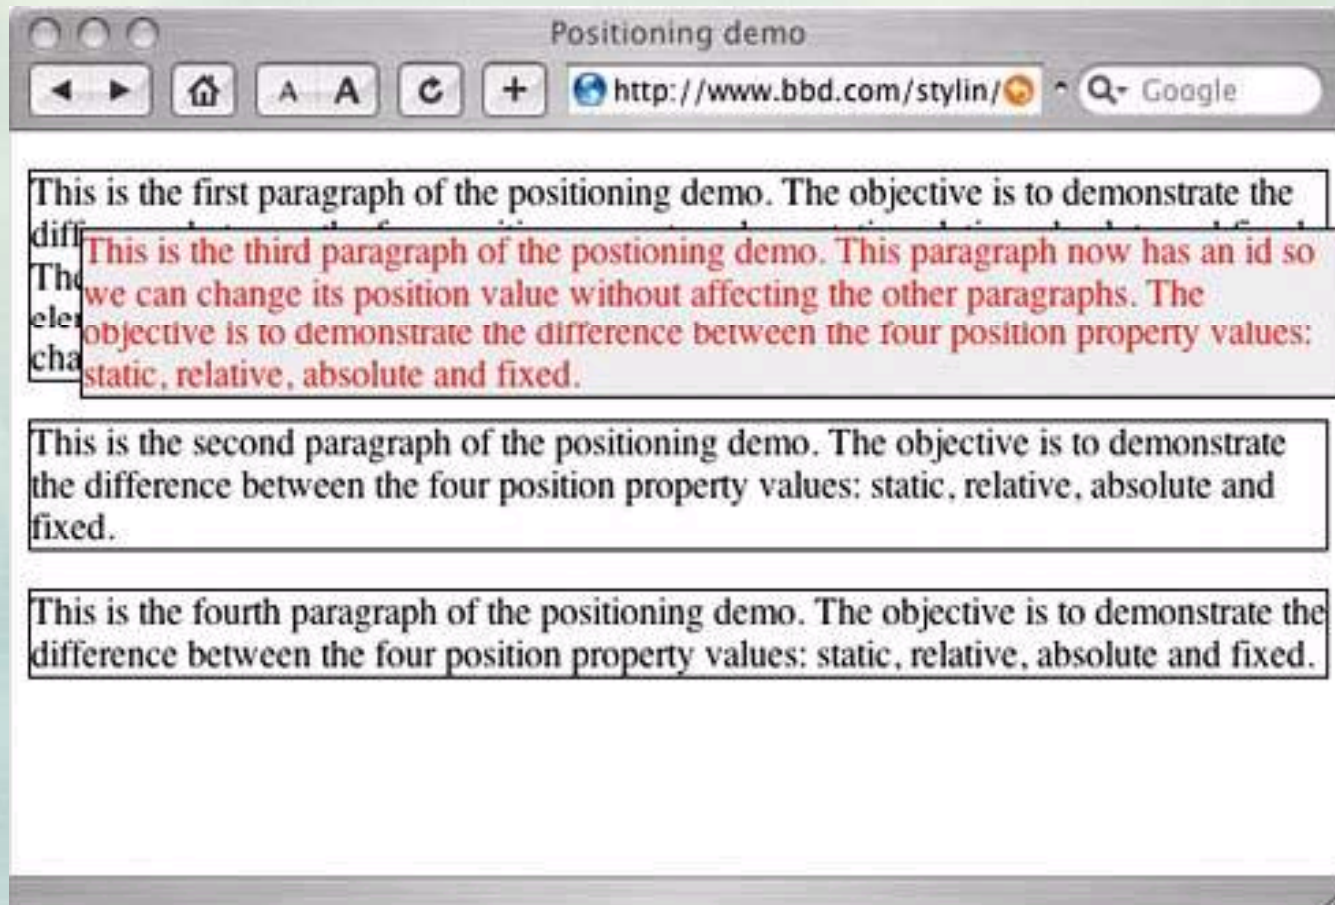 Positioning demo
A A + http://www.bbd.com/stylin/ Google
This is the first paragraph of the positioning demo. The objective is to demonstrate the
diff
The
eler
cha
This is the third paragraph of the postioning demo. This paragraph now has an id so
we can change its position value without affecting the other paragraphs. The
objective is to demonstrate the difference between the four position property values:
static, relative, absolute and fixed.
This is the second paragraph of the positioning demo. The objective is to demonstrate
the difference between the four position property values: static, relative, absolute and
fixed.
This is the fourth paragraph of the positioning demo. The objective is to demonstrate the
difference between the four position property values: static, relative, absolute and fixed.